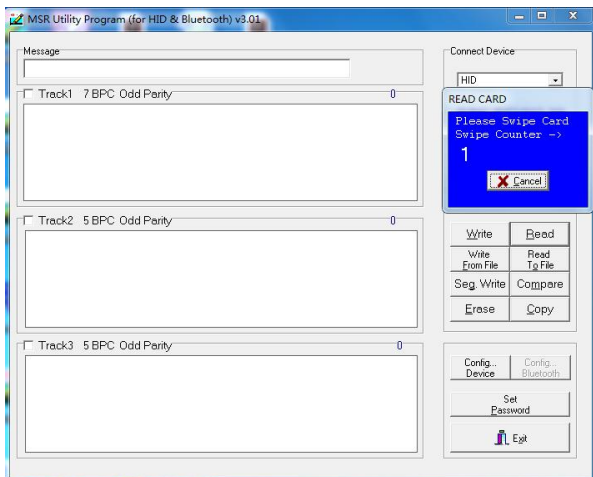 MSR Utility Program (for HID & Bluetooth) v3.01
Message
Connect Device
HID
Track1 7 BPC Odd Parity 0
READ CARD
Please Swipe Card
Swipe Counter ->
1
Cancel
Track2 5 BPC Odd Parity 0
Write Read
Write From File
Read To File
Seg. Write Compare
Erase Copy
Track3 5 BPC Odd Parity 0
Config... Device
Config... Bluetooth
Set
Password
Exit